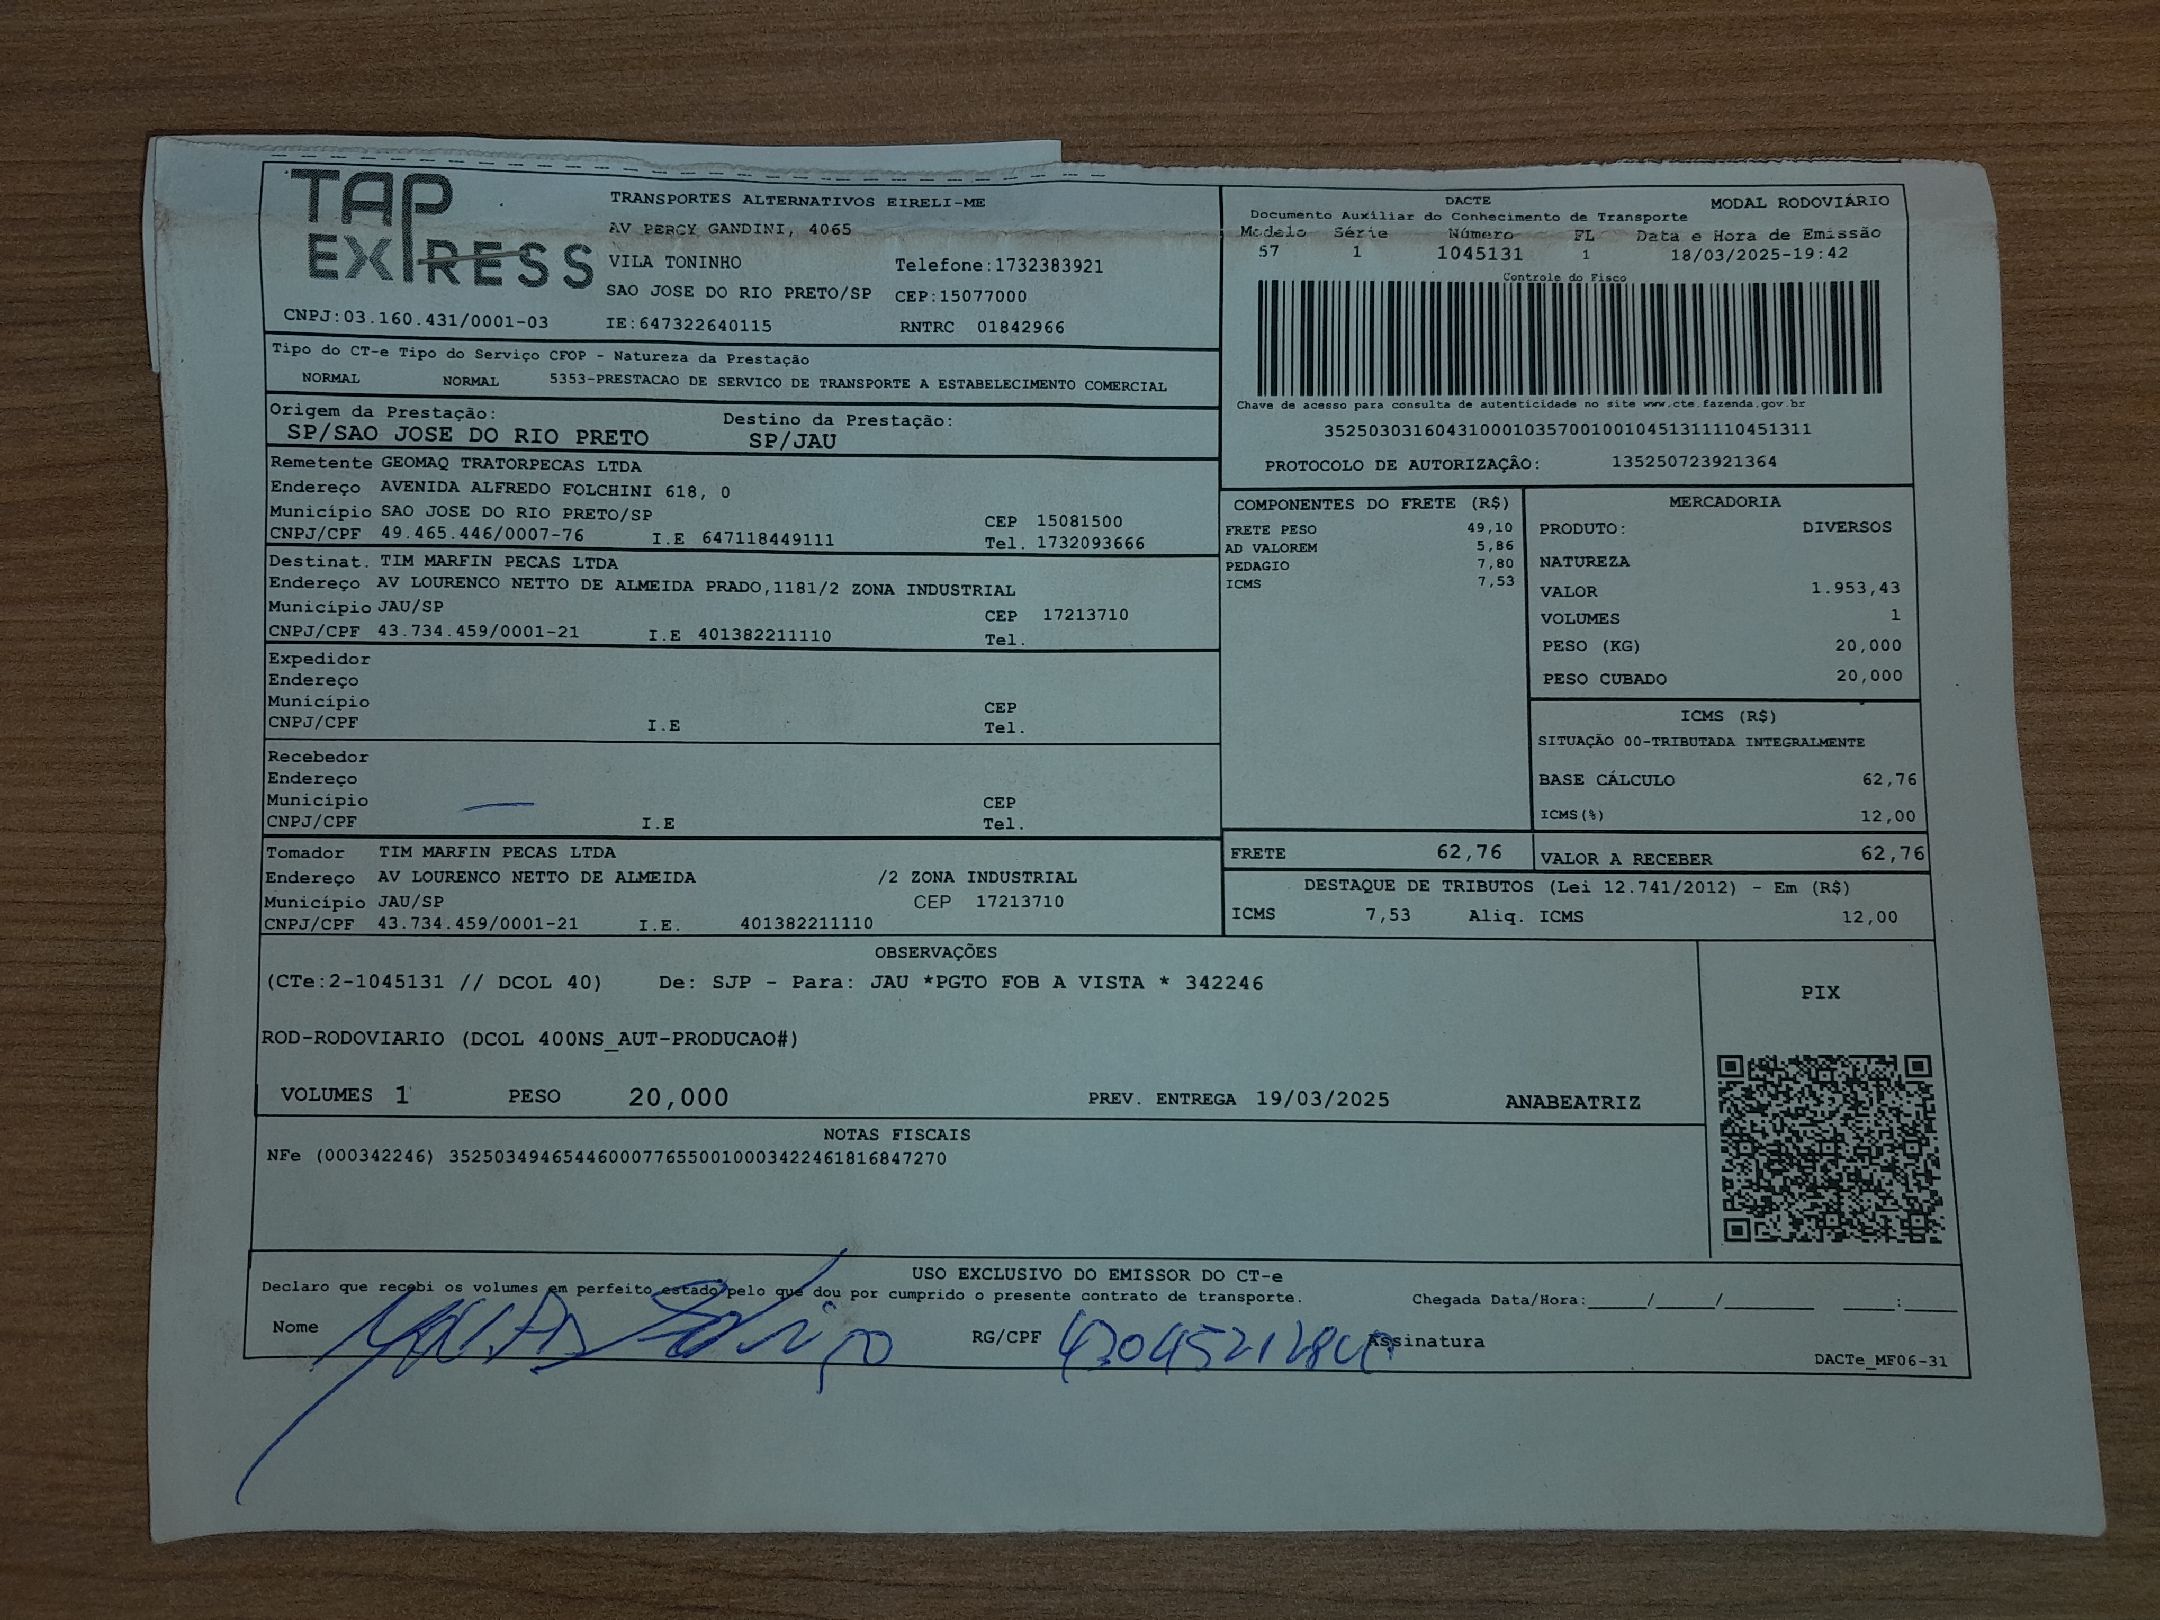 TAP
EXPRESS
TRANSPORTES ALTERNATIVOS EIRELI-ME
AV PERCY GANDINI, 4065
VILA TONINHO Telefone:1732383921
SAO JOSE DO RIO PRETO/SP CEP:15077000
CNPJ:03.160.431/0001-03 IE:647322640115 RNTRC 01842966
DACTE MODAL RODOVIÁRIO
Documento Auxiliar do Conhecimento de Transporte
Modelo Série Número FL Data e Hora de Emissão
57 1 1045131 1 18/03/2025-19:42
Controle do Fisco
Chave de acesso para consulta de autenticidade no site www.cte.fazenda.gov.br
35250303160431000103570010010451311110451311
PROTOCOLO DE AUTORIZAÇÃO: 135250723921364
Tipo do CT-e Tipo do Serviço CFOP - Natureza da Prestação
NORMAL NORMAL 5353-PRESTACAO DE SERVICO DE TRANSPORTE A ESTABELECIMENTO COMERCIAL
Origem da Prestação: Destino da Prestação:
SP/SAO JOSE DO RIO PRETO SP/JAU
Remetente GEOMAQ TRATORPECAS LTDA
Endereço AVENIDA ALFREDO FOLCHINI 618, 0
Município SAO JOSE DO RIO PRETO/SP CEP 15081500
CNPJ/CPF 49.465.446/0007-76 I.E 647118449111 Tel. 1732093666
Destinat. TIM MARFIN PECAS LTDA
Endereço AV LOURENCO NETTO DE ALMEIDA PRADO,1181/2 ZONA INDUSTRIAL
Município JAU/SP CEP 17213710
CNPJ/CPF 43.734.459/0001-21 I.E 401382211110 Tel.
Expedidor
Endereço
Município CEP
CNPJ/CPF I.E Tel.
Recebedor
Endereço
Município CEP
CNPJ/CPF I.E Tel.
Tomador TIM MARFIN PECAS LTDA
Endereço AV LOURENCO NETTO DE ALMEIDA /2 ZONA INDUSTRIAL
Município JAU/SP CEP 17213710
CNPJ/CPF 43.734.459/0001-21 I.E. 401382211110
COMPONENTES DO FRETE (R$)
FRETE PESO 49,10
AD VALOREM 5,86
PEDAGIO 7,80
ICMS 7,53
MERCADORIA
PRODUTO: DIVERSOS
NATUREZA
VALOR 1.953,43
VOLUMES 1
PESO (KG) 20,000
PESO CUBADO 20,000
ICMS (R$)
SITUAÇÃO 00-TRIBUTADA INTEGRALMENTE
BASE CÁLCULO 62,76
ICMS(%) 12,00
FRETE 62,76 VALOR A RECEBER 62,76
DESTAQUE DE TRIBUTOS (Lei 12.741/2012) - Em (R$)
ICMS 7,53 Aliq. ICMS 12,00
OBSERVAÇÕES
(CTe:2-1045131 // DCOL 40) De: SJP - Para: JAU *PGTO FOB A VISTA * 342246
ROD-RODOVIARIO (DCOL 400NS_AUT-PRODUCAO#)
VOLUMES 1 PESO 20,000 PREV. ENTREGA 19/03/2025 ANABEATRIZ
PIX
NOTAS FISCAIS
NFe (000342246) 35250349465446000776550010003422461816847270
USO EXCLUSIVO DO EMISSOR DO CT-e
Declaro que recebi os volumes em perfeito estado pelo que dou por cumprido o presente contrato de transporte. Chegada Data/Hora:_____/_____/________ ____:____
Nome RG/CPF Assinatura
DACTe_MF06-31